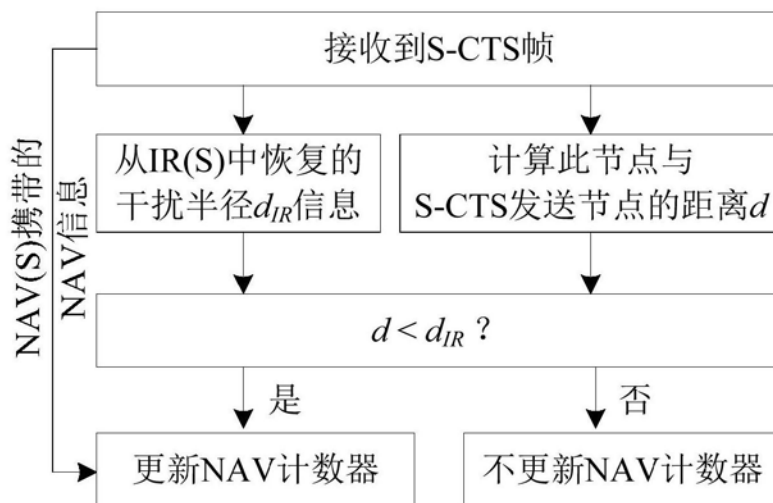 接收到S-CTS帧
NAV(S)携带的
NAV信息
从IR(S)中恢复的
干扰半径dIR信息
计算此节点与
S-CTS发送节点的距离d
d < dIR ?
是
否
更新NAV计数器
不更新NAV计数器